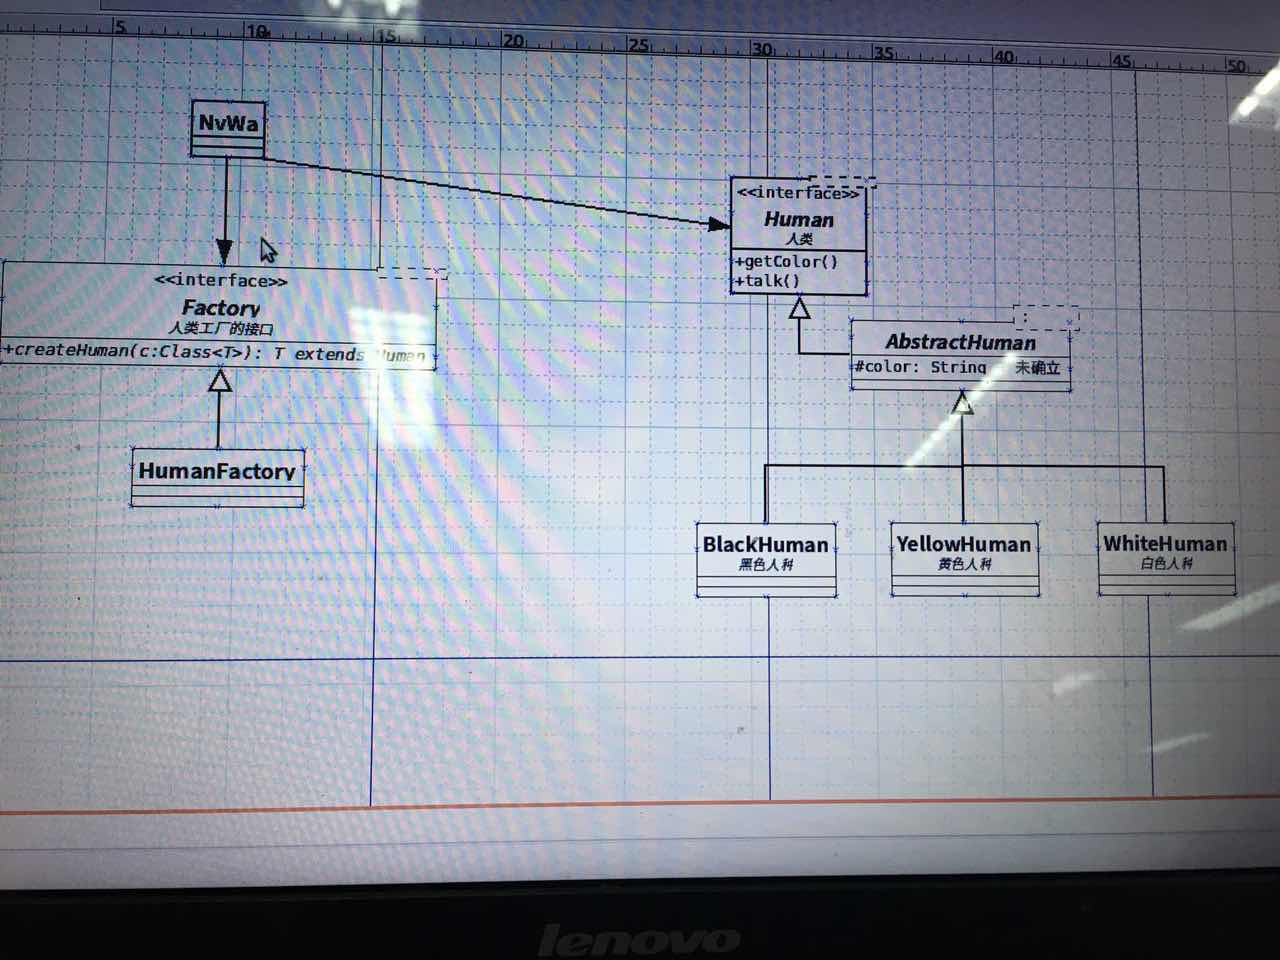 5 10 15 20 25 30 35 40 45 50
NvWa
<<interface>>
Human
人类
+getColor()
+talk()
<<interface>>
Factory
人类工厂的接口
+createHuman(c:Class<T>): T extends Human
:
AbstractHuman
#color: String 未确立
HumanFactory
BlackHuman
黑色人种
YellowHuman
黄色人种
WhiteHuman
白色人种
lenovo